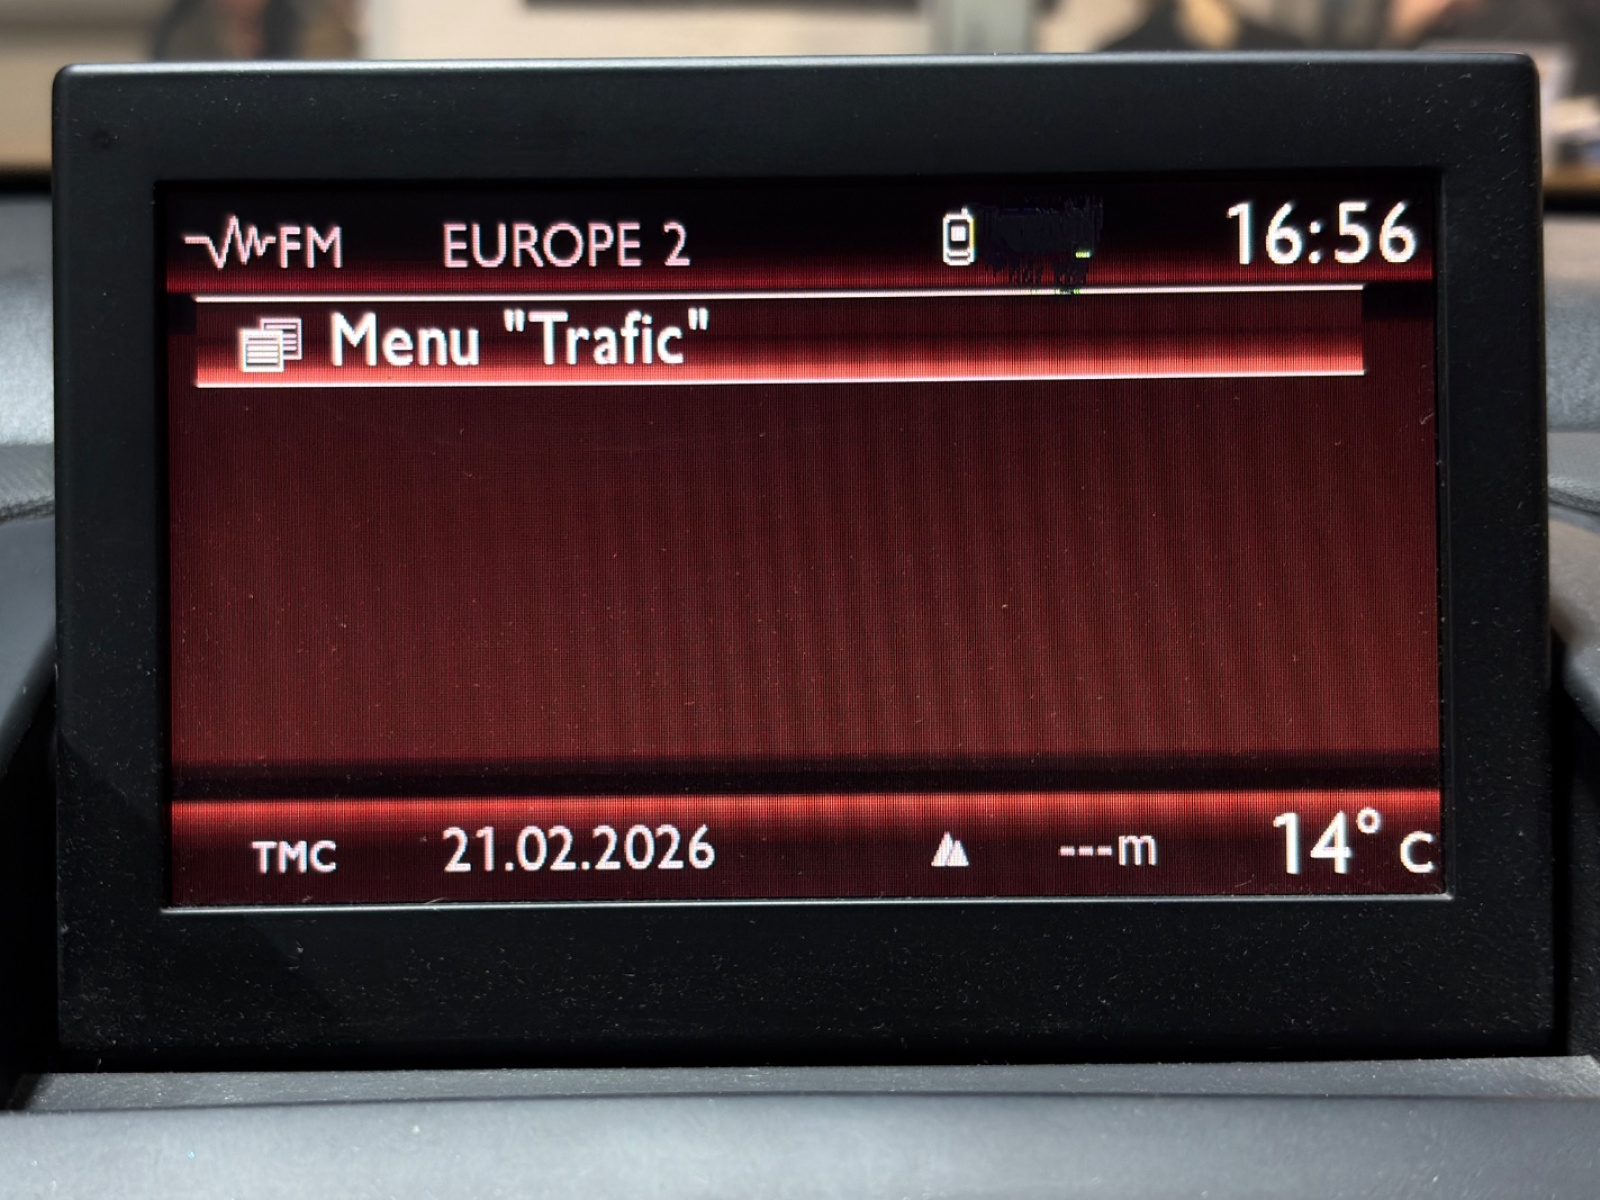 FM EUROPE 2 16:56
Menu "Trafic"
TMC 21.02.2026 ---m 14° C